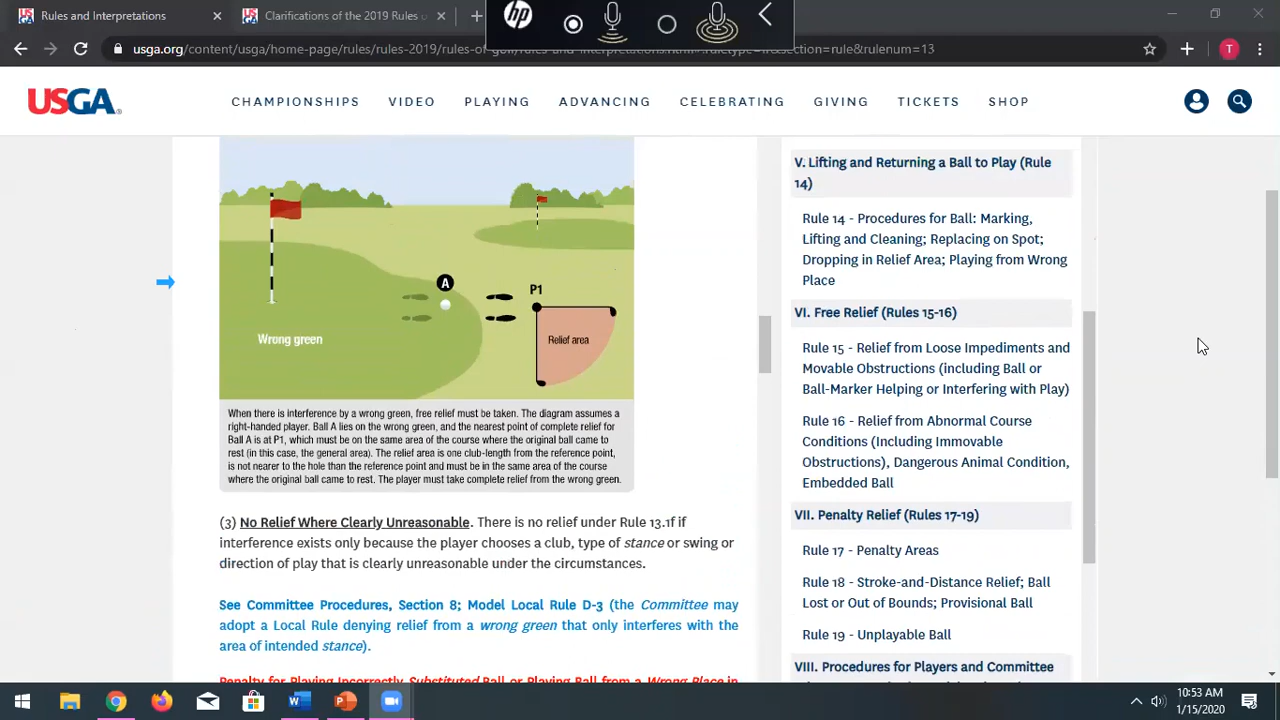 Rules and Interpretations ×
Clarifications of the 2019 Rules o ×
+
hp
usga.org/content/usga/home-page/rules/rules-2019/rules-of-golf/rules-and-interpretations.html#!ruletype=fr&section=rule&rulenum=13
T
USGA
CHAMPIONSHIPS VIDEO PLAYING ADVANCING CELEBRATING GIVING TICKETS SHOP
A
P1
Wrong green
Relief area
When there is interference by a wrong green, free relief must be taken. The diagram assumes a
right-handed player. Ball A lies on the wrong green, and the nearest point of complete relief for
Ball A is at P1, which must be on the same area of the course where the original ball came to
rest (in this case, the general area). The relief area is one club-length from the reference point,
is not nearer to the hole than the reference point and must be in the same area of the course
where the original ball came to rest. The player must take complete relief from the wrong green.
(3) No Relief Where Clearly Unreasonable. There is no relief under Rule 13.1f if
interference exists only because the player chooses a club, type of stance or swing or
direction of play that is clearly unreasonable under the circumstances.
See Committee Procedures, Section 8; Model Local Rule D-3 (the Committee may
adopt a Local Rule denying relief from a wrong green that only interferes with the
area of intended stance).
Penalty for Playing Incorrectly Substituted Ball or Playing Ball from a Wrong Place in
V. Lifting and Returning a Ball to Play (Rule
14)
Rule 14 - Procedures for Ball: Marking,
Lifting and Cleaning; Replacing on Spot;
Dropping in Relief Area; Playing from Wrong
Place
VI. Free Relief (Rules 15-16)
Rule 15 - Relief from Loose Impediments and
Movable Obstructions (including Ball or
Ball-Marker Helping or Interfering with Play)
Rule 16 - Relief from Abnormal Course
Conditions (Including Immovable
Obstructions), Dangerous Animal Condition,
Embedded Ball
VII. Penalty Relief (Rules 17-19)
Rule 17 - Penalty Areas
Rule 18 - Stroke-and-Distance Relief; Ball
Lost or Out of Bounds; Provisional Ball
Rule 19 - Unplayable Ball
VIII. Procedures for Players and Committee
10:53 AM
1/15/2020